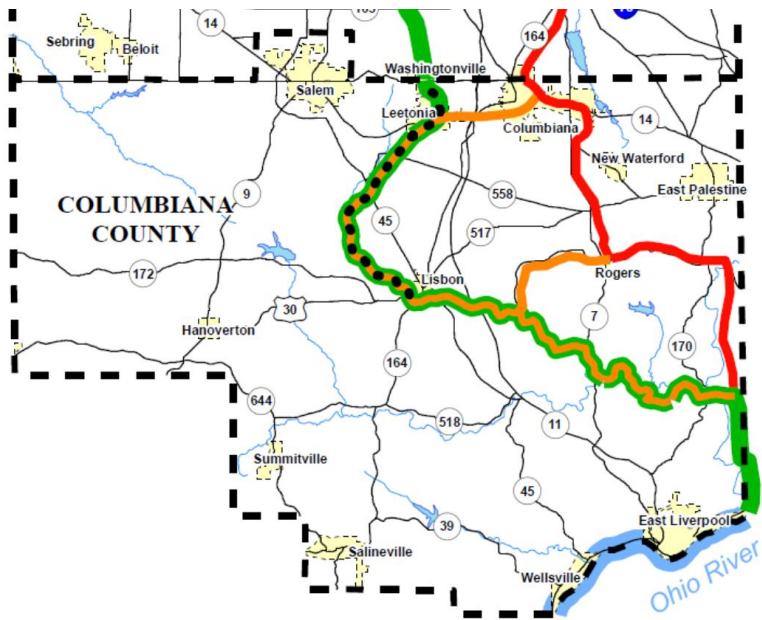 14
164
Sebring
Beloit
Washingtonville
Salem
Leetonia
Columbiana
14
New Waterford
East Palestine
9
558
COLUMBIANA
COUNTY
45
517
172
Lisbon
Rogers
30
7
Hanoverton
170
164
644
518
11
Summitville
45
39
East Liverpool
Salineville
Wellsville
Ohio River